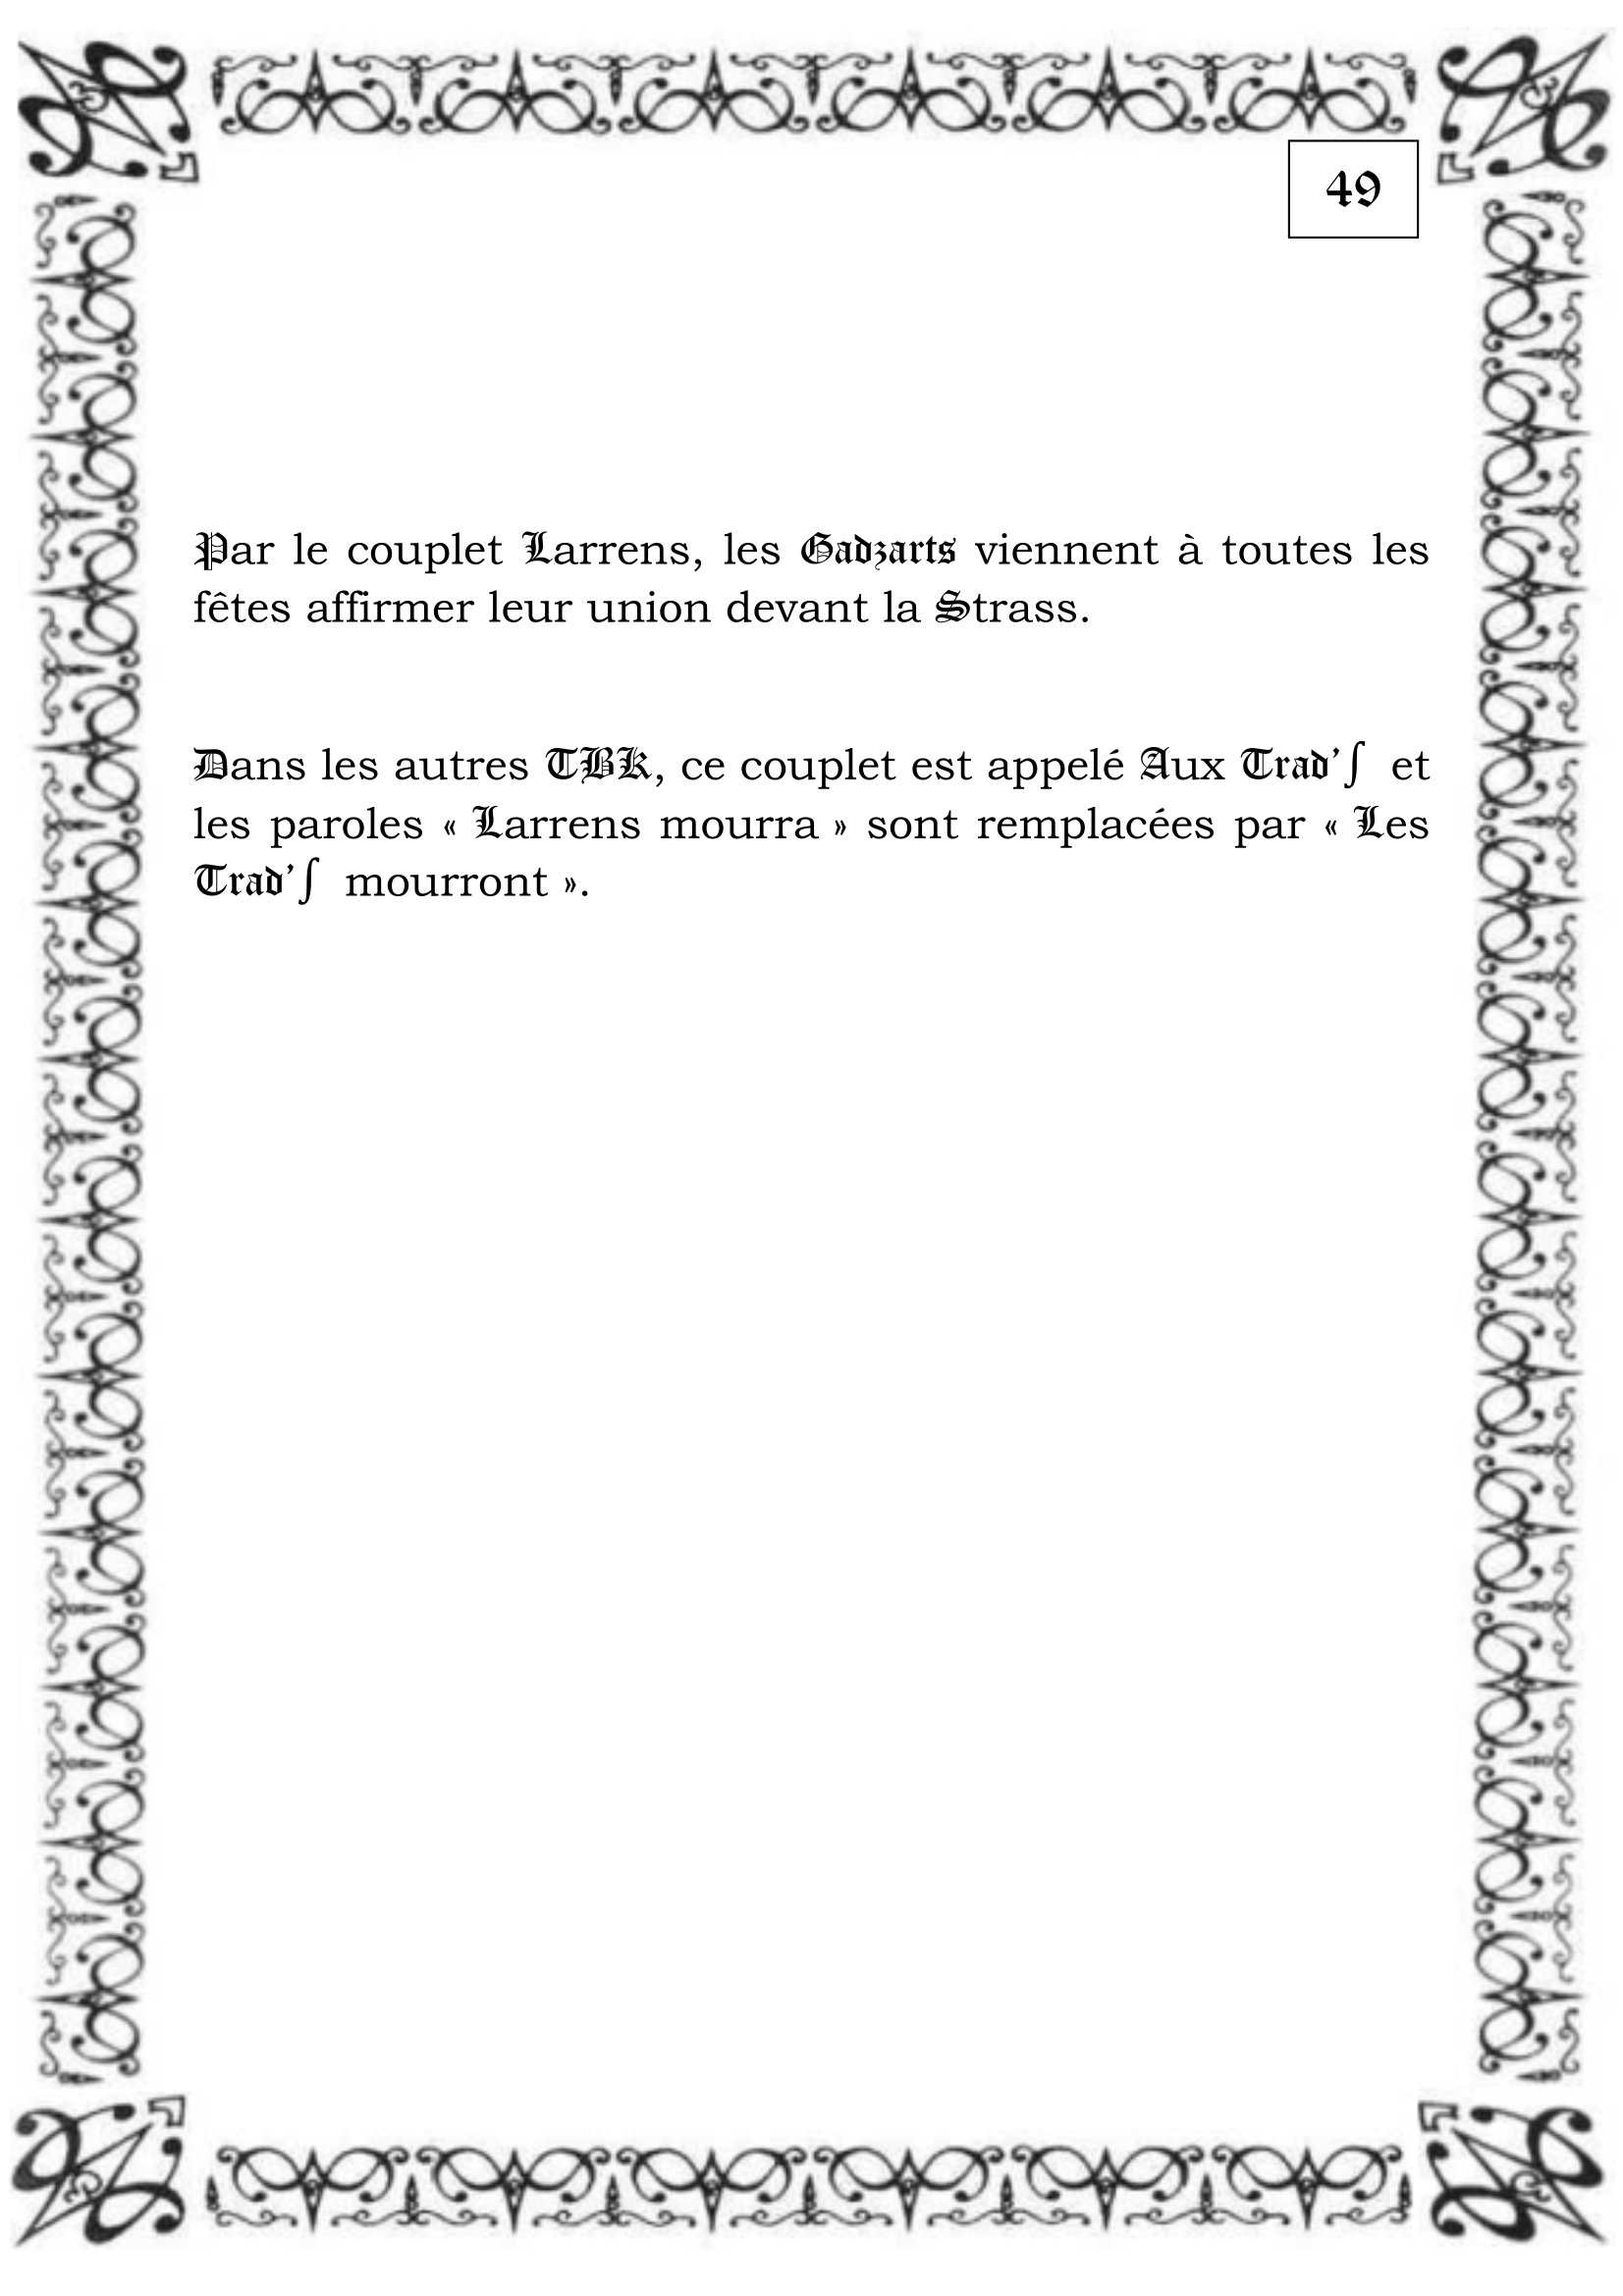 49
Par le couplet Larrens, les Gadzarts viennent à toutes les
fêtes affirmer leur union devant la Strass.
Dans les autres TBK, ce couplet est appelé Aux Trad'ʃ et
les paroles « Larrens mourra » sont remplacées par « Les
Trad'ʃ mourront ».